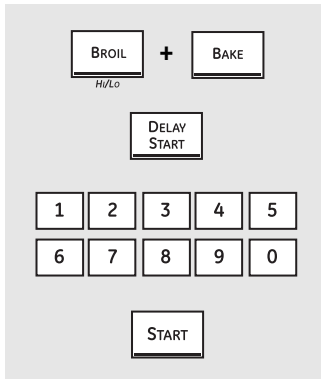 BROIL + BAKE
HI/LO
DELAY
START
1 2 3 4 5
6 7 8 9 0
START